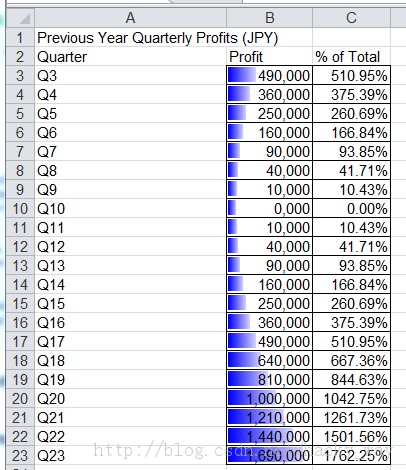 A B C
1 Previous Year Quarterly Profits (JPY)
2 Quarter Profit % of Total
3 Q3 490,000 510.95%
4 Q4 360,000 375.39%
5 Q5 250,000 260.69%
6 Q6 160,000 166.84%
7 Q7 90,000 93.85%
8 Q8 40,000 41.71%
9 Q9 10,000 10.43%
10 Q10 0,000 0.00%
11 Q11 10,000 10.43%
12 Q12 40,000 41.71%
13 Q13 90,000 93.85%
14 Q14 160,000 166.84%
15 Q15 250,000 260.69%
16 Q16 360,000 375.39%
17 Q17 490,000 510.95%
18 Q18 640,000 667.36%
19 Q19 810,000 844.63%
20 Q20 1,000,000 1042.75%
21 Q21 1,210,000 1261.73%
22 Q22 1,440,000 1501.56%
23 Q23 1,690,000 1762.25%